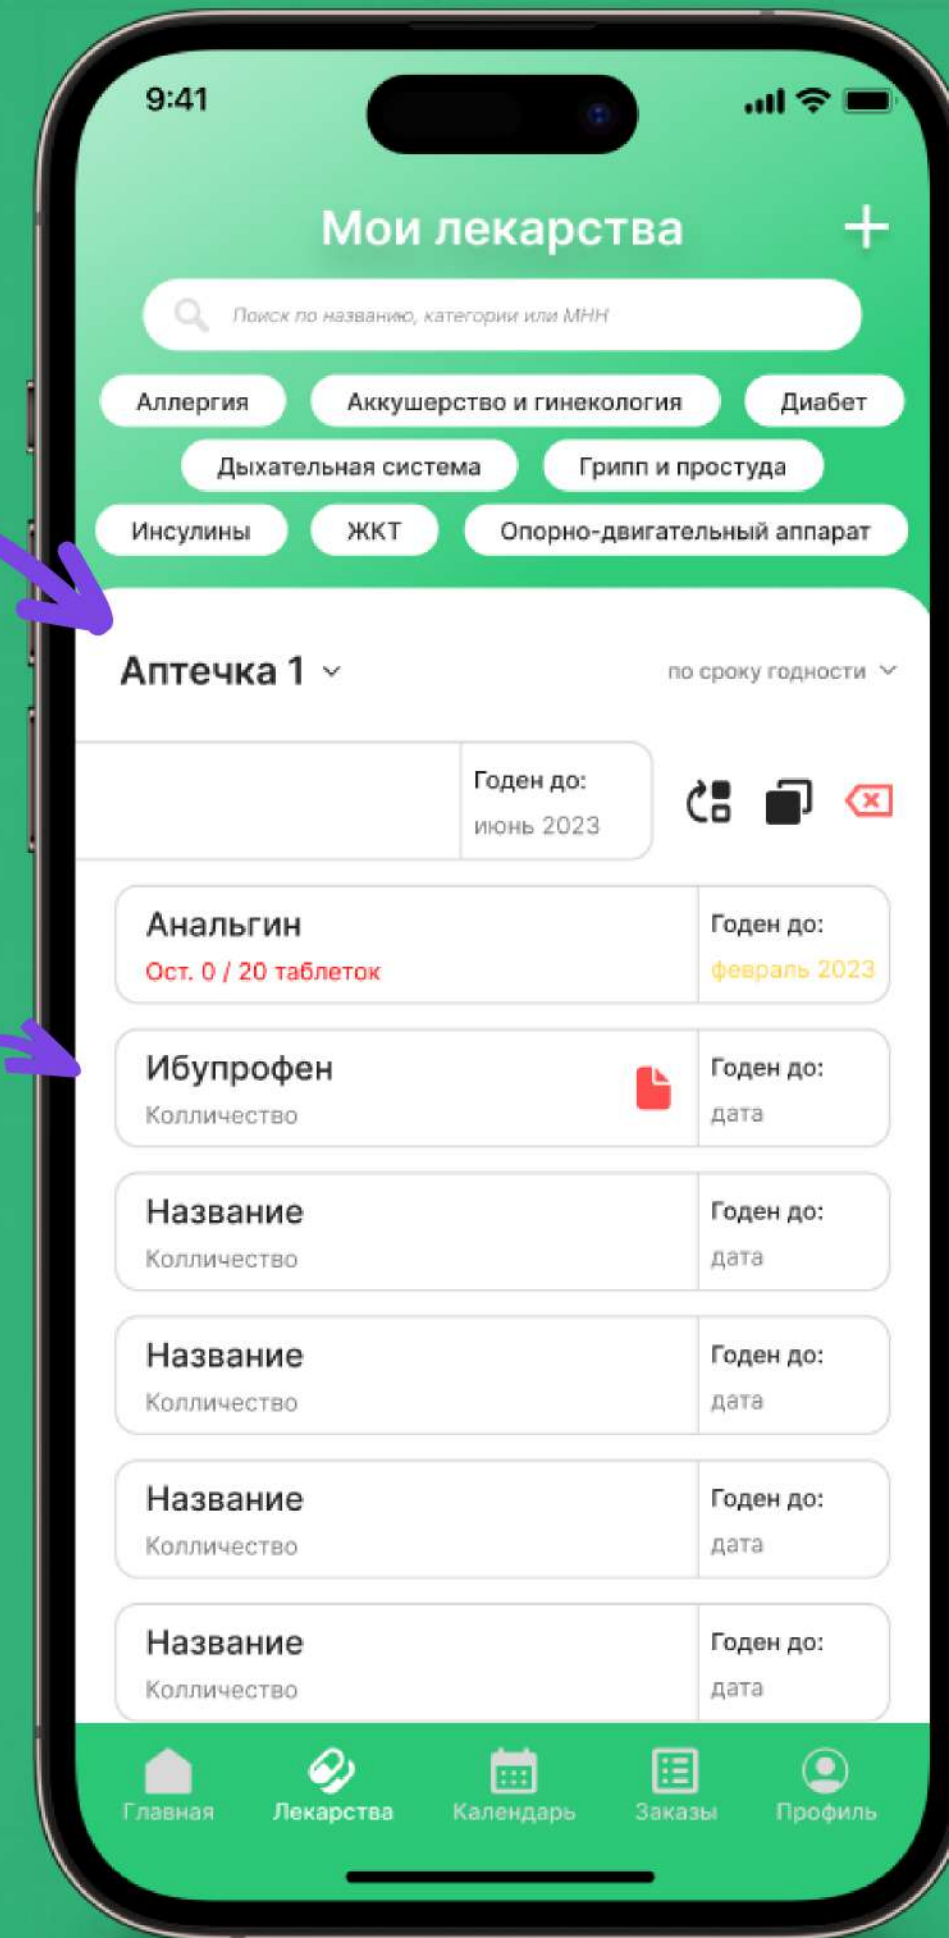 9:41
Мои лекарства
Поиск по названию, категории или МНН
Аллергия Аккушерство и гинекология Диабет
Дыхательная система Грипп и простуда
Инсулины ЖКТ Опорно-двигательный аппарат
Аптечка 1 по сроку годности
Годен до:
июнь 2023
Анальгин Годен до:
Ост. 0 / 20 таблеток февраль 2023
Ибупрофен Годен до:
Колличество дата
Название Годен до:
Колличество дата
Название Годен до:
Колличество дата
Название Годен до:
Колличество дата
Название Годен до:
Колличество дата
Главная Лекарства Календарь Заказы Профиль